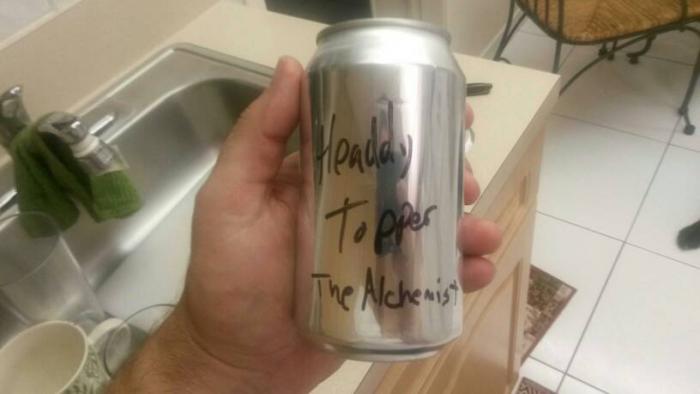 Headdy
Topper
The Alchemist